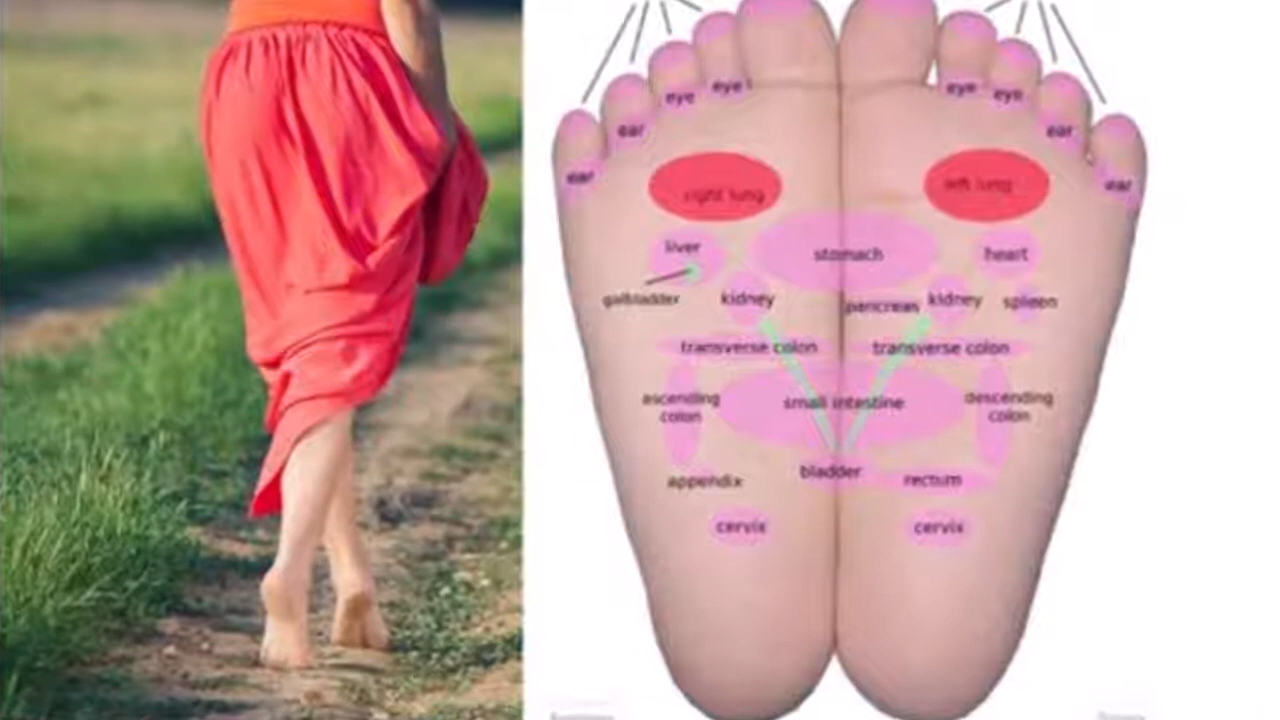 eye
eye
eye
eye
ear
ear
ear
ear
right lung
left lung
liver
stomach
heart
gallbladder
kidney
pancreas
kidney
spleen
transverse colon
transverse colon
ascending
colon
small intestine
descending
colon
appendix
bladder
rectum
cervix
cervix